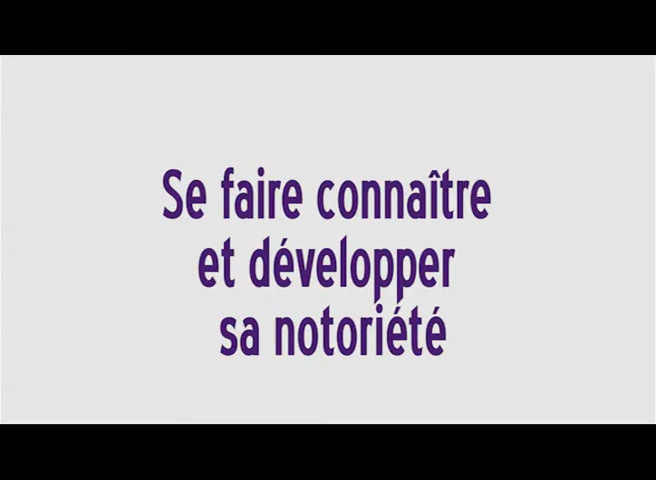 Se faire connaître
et développer
sa notoriété